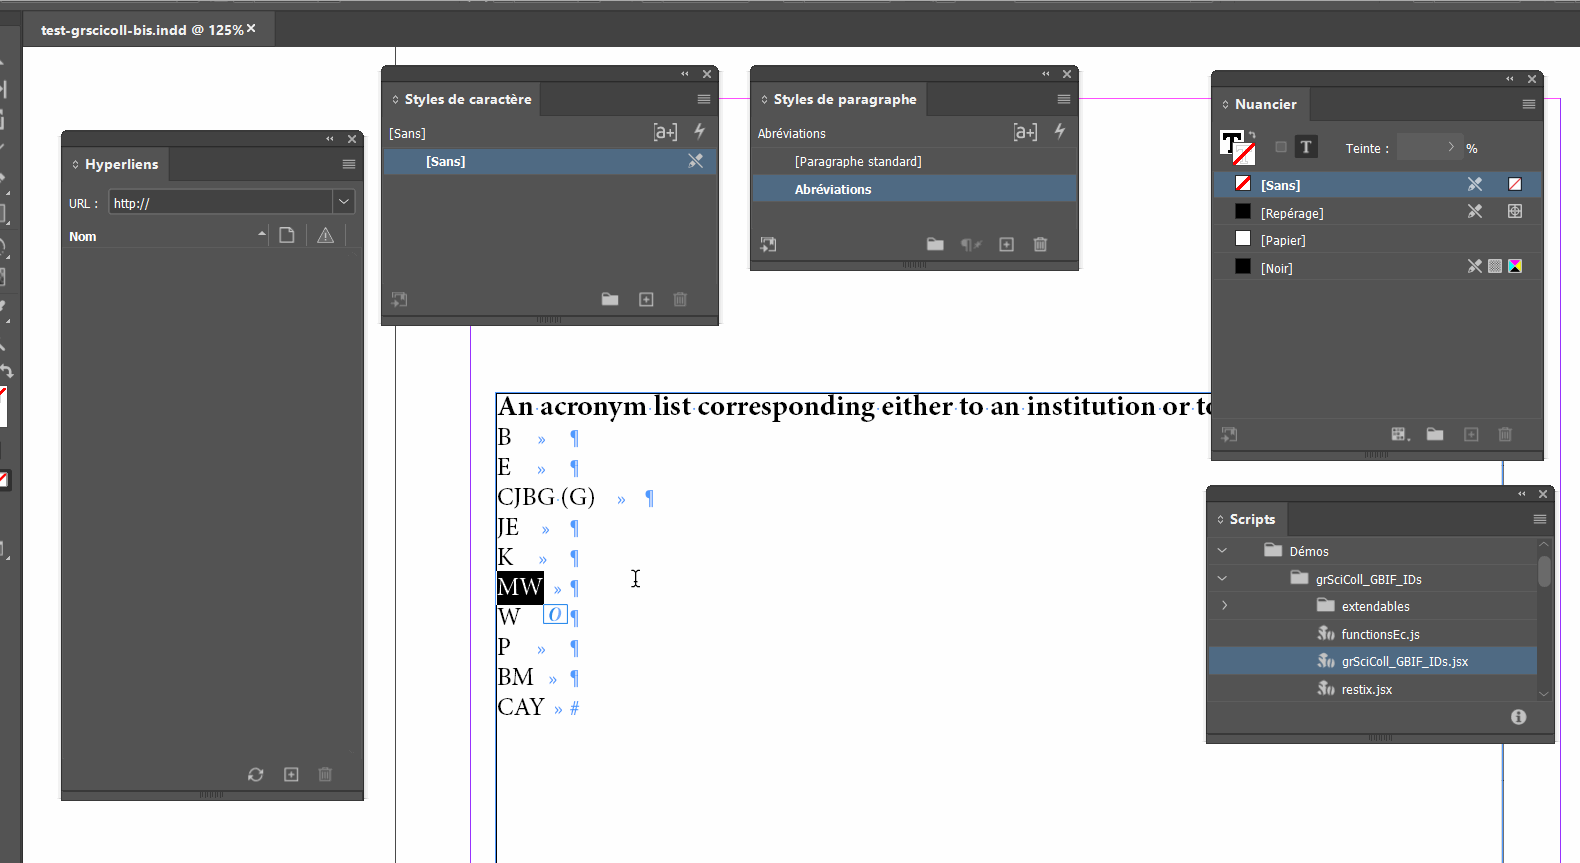 test-grscicoll-bis.indd @ 125%
Hyperliens
URL : http://
Nom
Styles de caractère
[Sans]
[Sans]
Styles de paragraphe
Abréviations
[Paragraphe standard]
Abréviations
Nuancier
Teinte : %
[Sans]
[Repérage]
[Papier]
[Noir]
An acronym list corresponding either to an institution or to
B » ¶
E » ¶
CJBG (G) » ¶
JE » ¶
K » ¶
MW » ¶
W ¶
P » ¶
BM » ¶
CAY » #
Scripts
Démos
grSciColl_GBIF_IDs
extendables
functionsEc.js
grSciColl_GBIF_IDs.jsx
restix.jsx